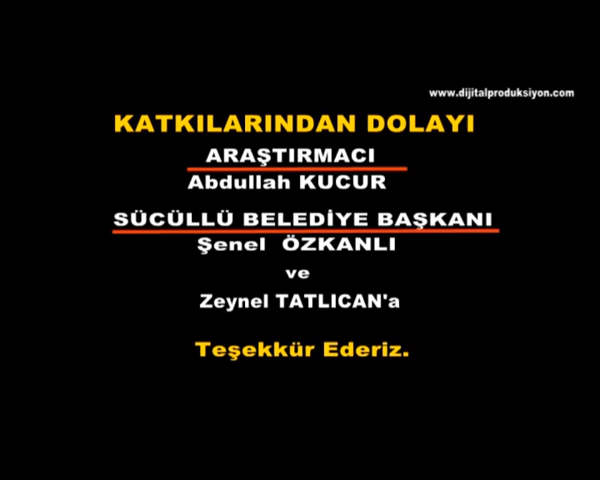 www.dijitalproduksiyon.com
KATKILARINDAN DOLAYI
ARAŞTIRMACI
Abdullah KUCUR
SÜCÜLLÜ BELEDİYE BAŞKANI
Şenel ÖZKANLI
ve
Zeynel TATLICAN'a
Teşekkür Ederiz.